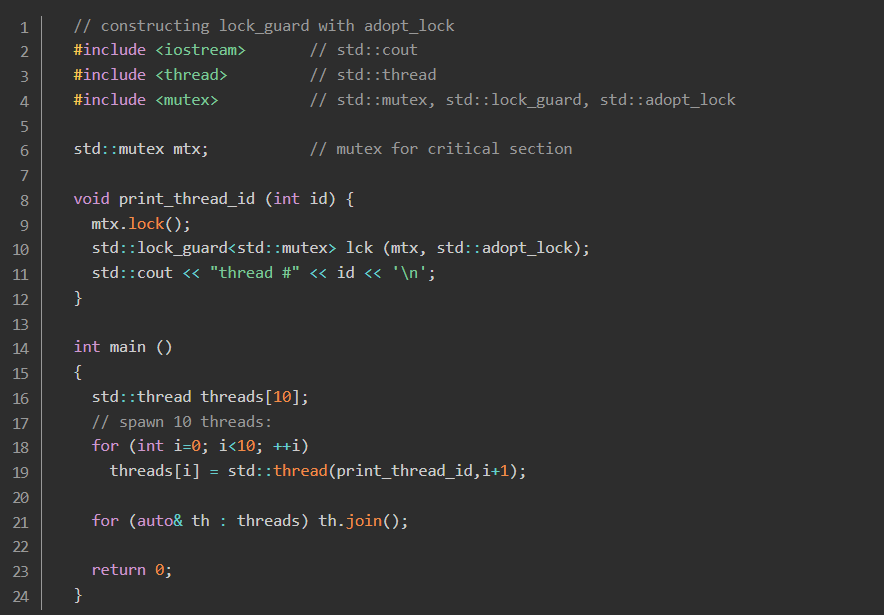 1 // constructing lock_guard with adopt_lock
2 #include <iostream>       // std::cout
3 #include <thread>         // std::thread
4 #include <mutex>          // std::mutex, std::lock_guard, std::adopt_lock
5
6 std::mutex mtx;           // mutex for critical section
7
8 void print_thread_id (int id) {
9   mtx.lock();
10   std::lock_guard<std::mutex> lck (mtx, std::adopt_lock);
11   std::cout << "thread #" << id << '\n';
12 }
13
14 int main ()
15 {
16   std::thread threads[10];
17   // spawn 10 threads:
18   for (int i=0; i<10; ++i)
19     threads[i] = std::thread(print_thread_id,i+1);
20
21   for (auto& th : threads) th.join();
22
23   return 0;
24 }